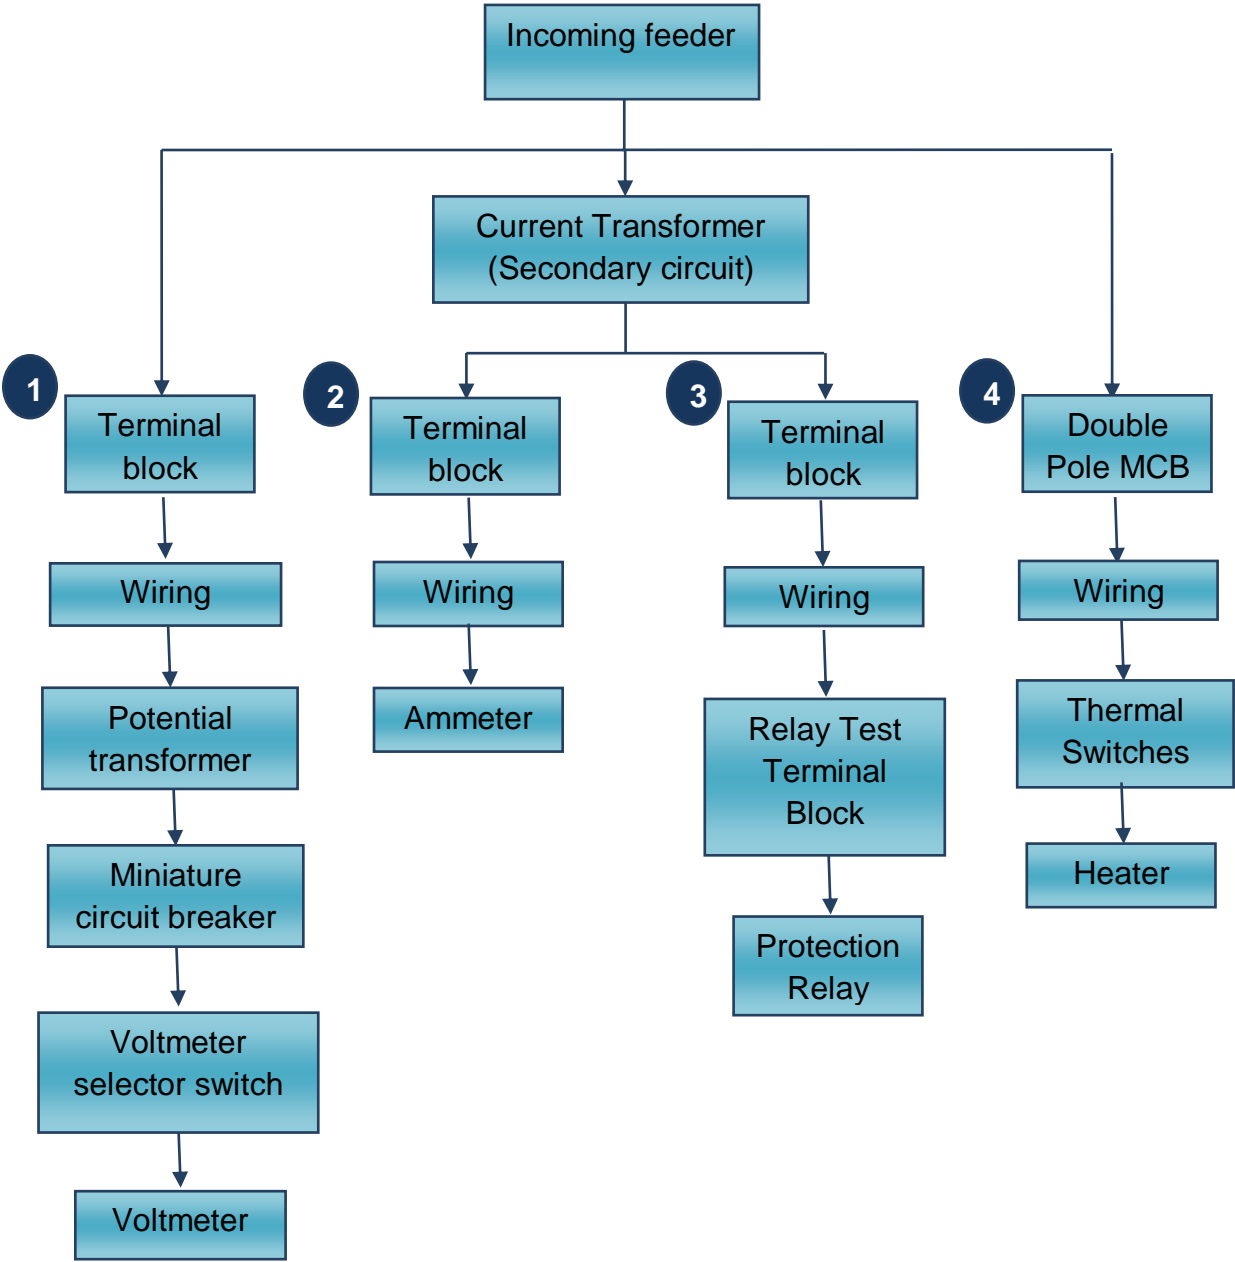 Incoming feeder
Current Transformer
(Secondary circuit)
1
Terminal
block
Wiring
Potential
transformer
Miniature
circuit breaker
Voltmeter
selector switch
Voltmeter
2
Terminal
block
Wiring
Ammeter
3
Terminal
block
Wiring
Relay Test
Terminal
Block
Protection
Relay
4
Double
Pole MCB
Wiring
Thermal
Switches
Heater